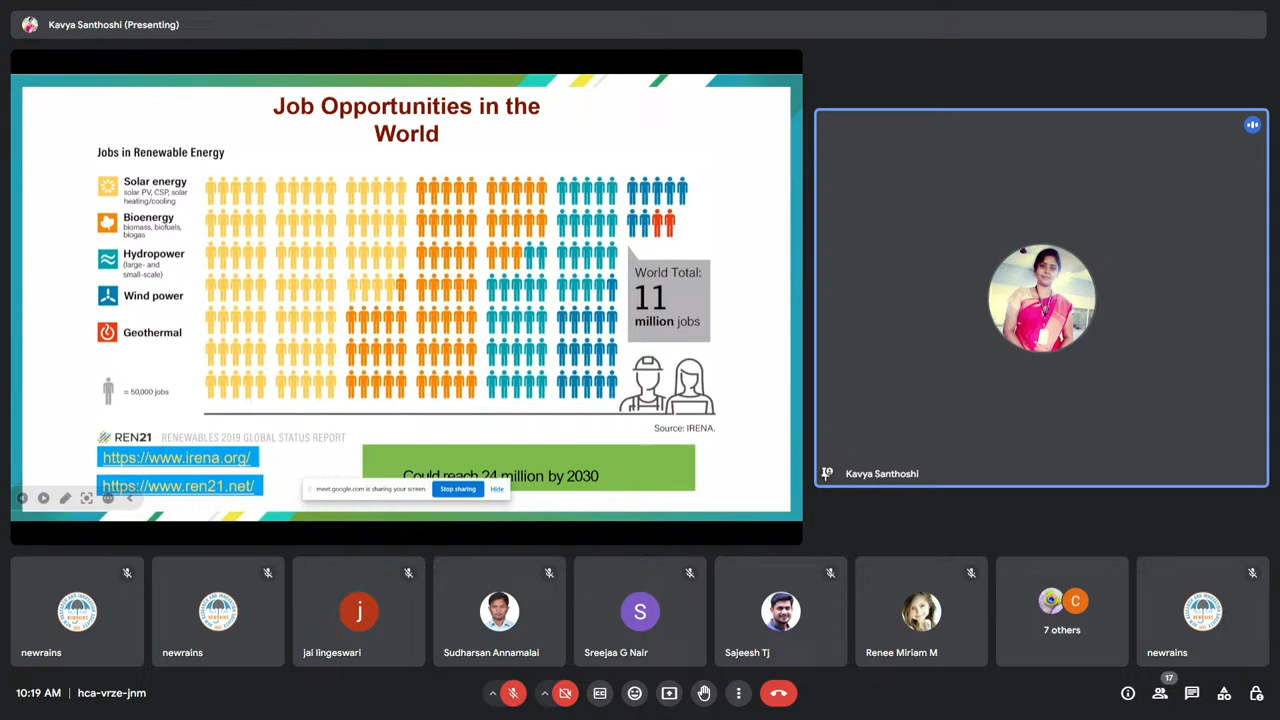 Kavya Santhoshi (Presenting)
Job Opportunities in the
World
Jobs in Renewable Energy
Solar energy
solar PV, CSP, solar
heating/cooling
Bioenergy
biomass, biofuels,
biogas
Hydropower
(large- and
small-scale)
Wind power
Geothermal
= 50,000 jobs
World Total:
11
million jobs
Source: IRENA.
REN21 RENEWABLES 2019 GLOBAL STATUS REPORT
https://www.irena.org/
https://www.ren21.net/
Could reach 24 million by 2030
meet.google.com is sharing your screen.
Stop sharing
Hide
Kavya Santhoshi
newrains
newrains
j
jai lingeswari
Sudharsan Annamalai
S
Sreejaa G Nair
Sajeesh Tj
Renee Miriam M
C
7 others
newrains
10:19 AM | hca-vrze-jnm
17